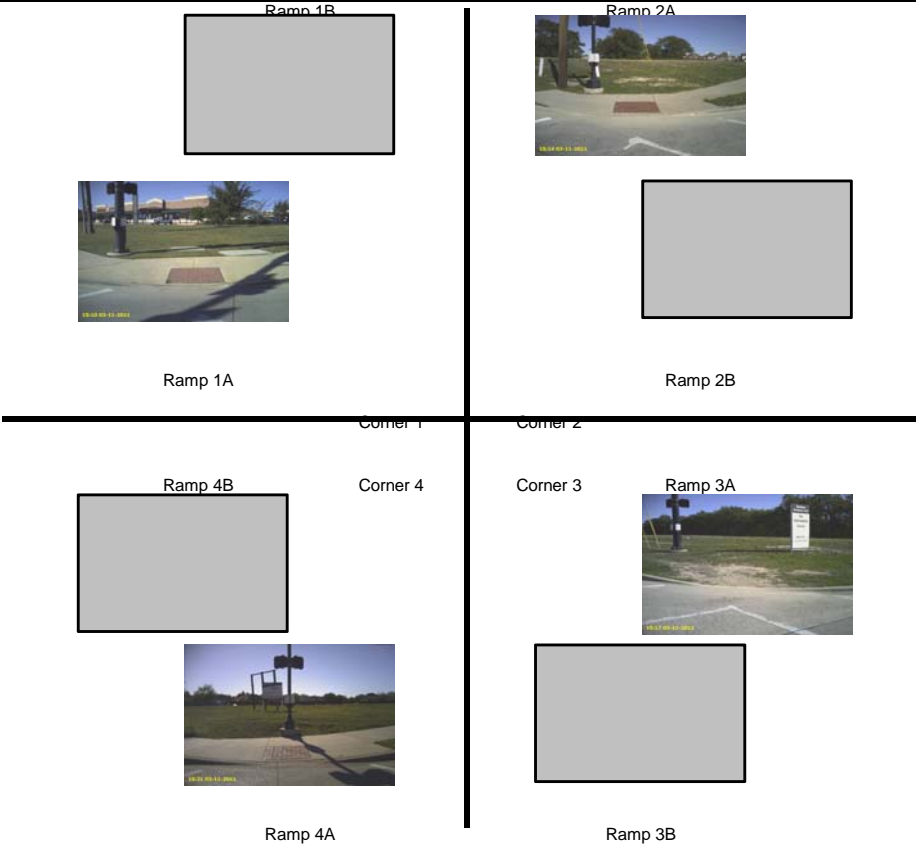 Ramp 1B
Ramp 2A
Ramp 1A
Ramp 2B
Corner 1
Corner 2
Ramp 4B
Corner 4
Corner 3
Ramp 3A
Ramp 4A
Ramp 3B